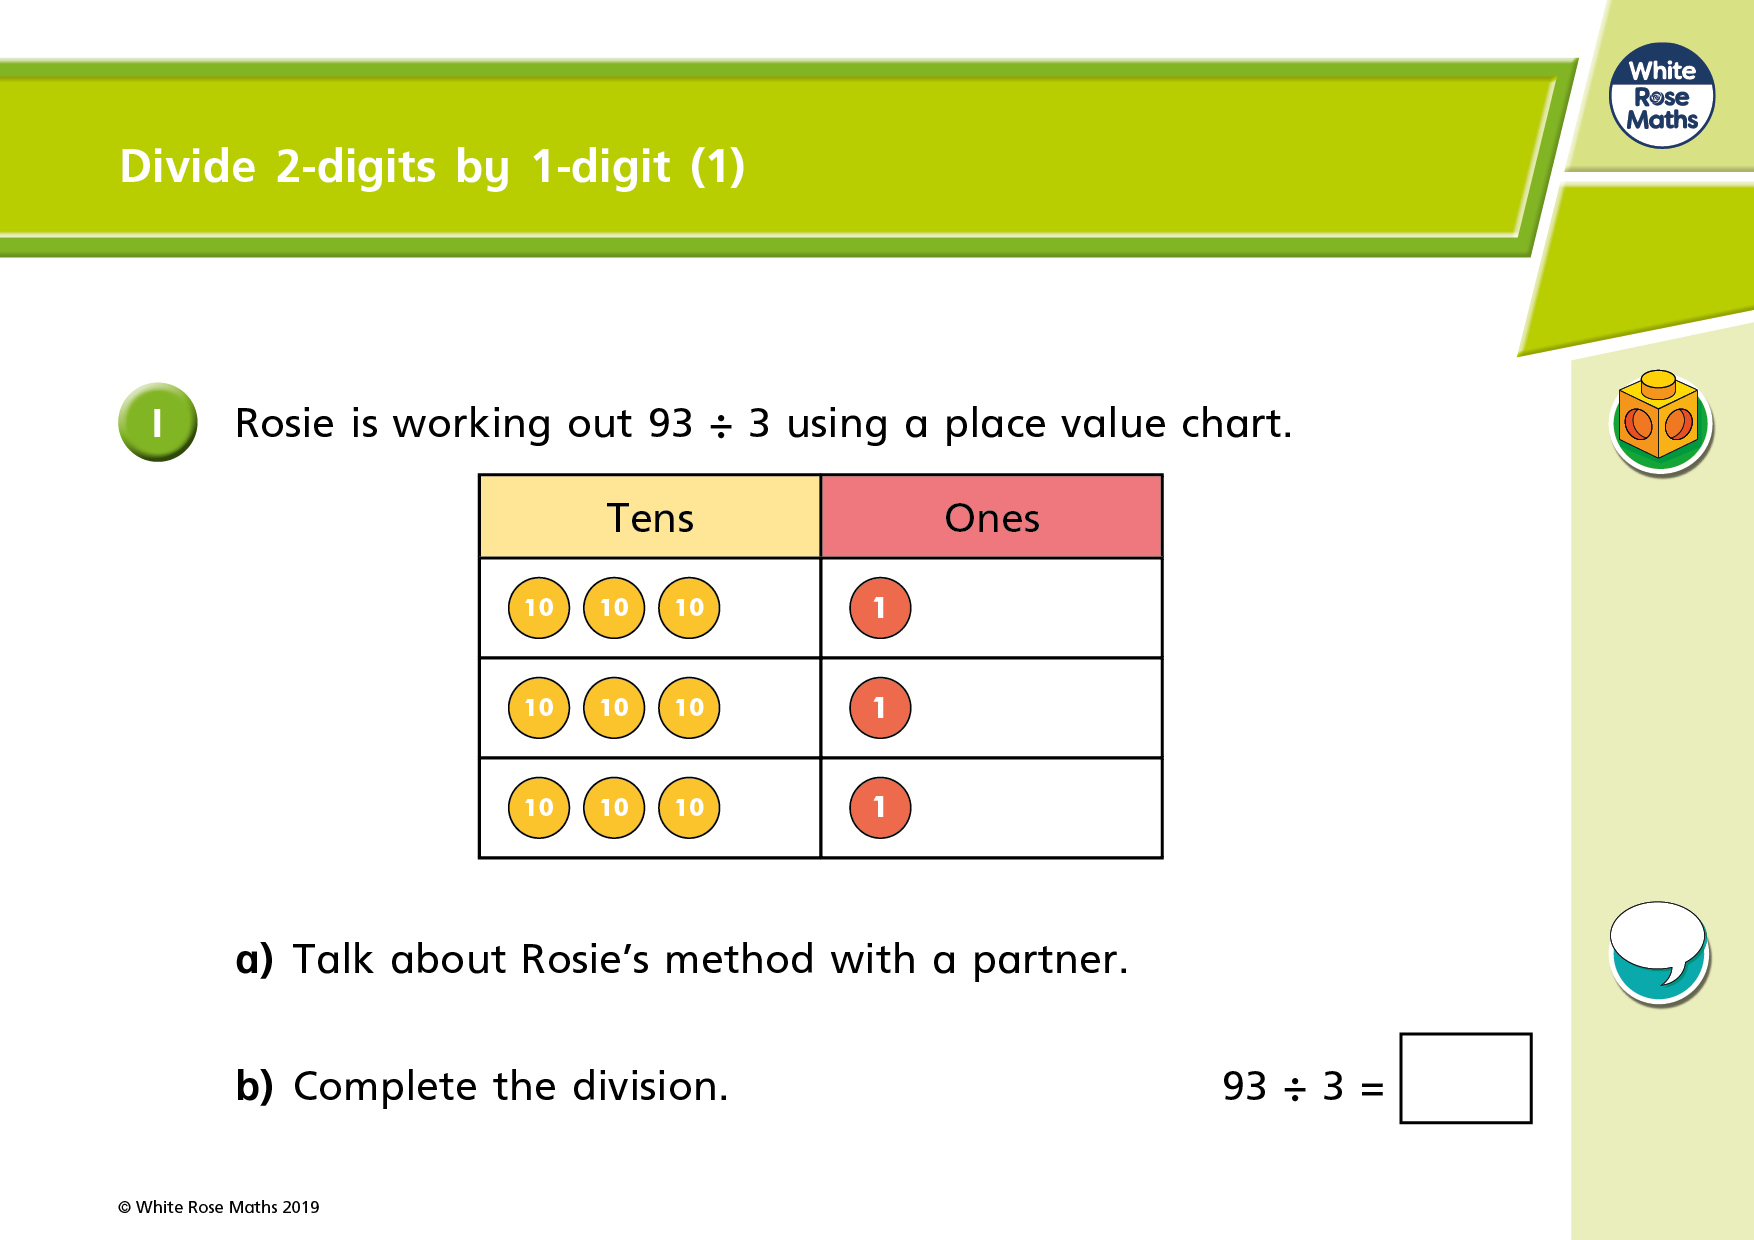 White
Rose
Maths
Divide 2-digits by 1-digit (1)
1 Rosie is working out 93 ÷ 3 using a place value chart.
Tens Ones
10 10 10 1
10 10 10 1
10 10 10 1
a) Talk about Rosie’s method with a partner.
b) Complete the division. 93 ÷ 3 =
© White Rose Maths 2019